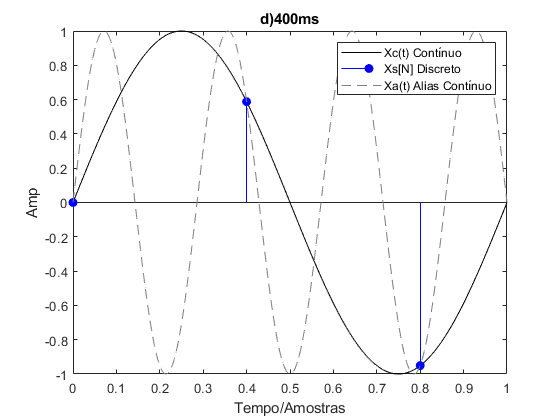 d)400ms
Xc(t) Contínuo
Xs[N] Discreto
Xa(t) Alias Contínuo
1
0.8
0.6
0.4
0.2
0
-0.2
-0.4
-0.6
-0.8
-1
Amp
0 0.1 0.2 0.3 0.4 0.5 0.6 0.7 0.8 0.9 1
Tempo/Amostras